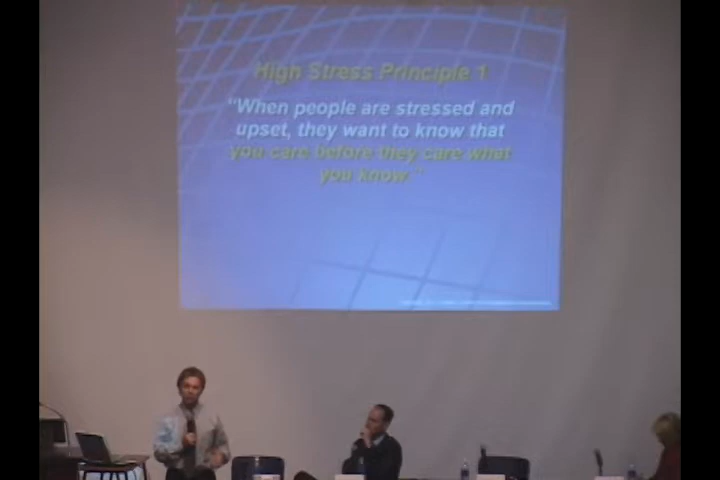 High Stress Principle 1
"When people are stressed and
upset, they want to know that
you care before they care what
you know."